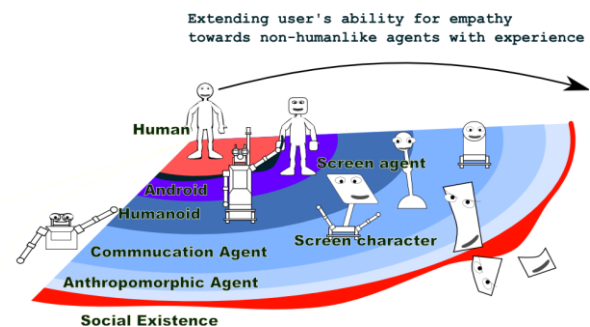 Extending user's ability for empathy
towards non-humanlike agents with experience
Human
Screen agent
Android
Humanoid
Screen character
Commnucation Agent
Anthropomorphic Agent
Social Existence